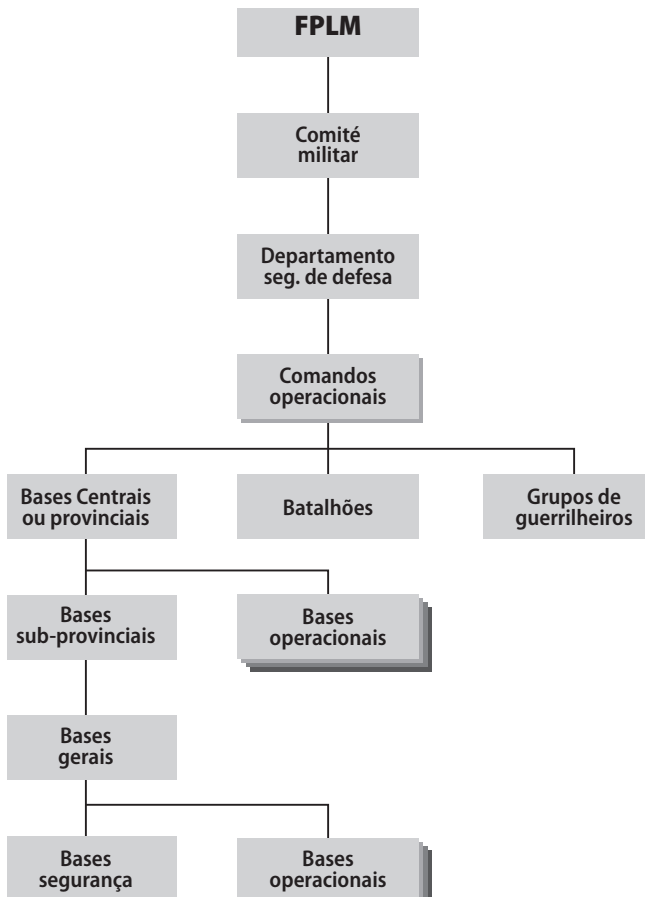 FPLM
Comité
militar
Departamento
seg. de defesa
Comandos
operacionais
Bases Centrais
ou provinciais
Batalhões
Grupos de
guerrilheiros
Bases
sub-provinciais
Bases
operacionais
Bases
gerais
Bases
segurança
Bases
operacionais